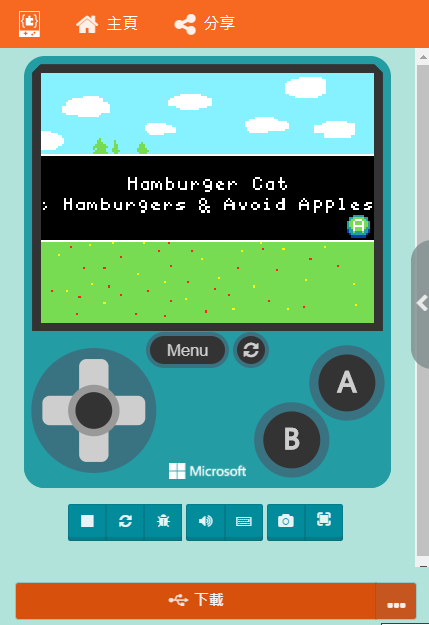 主頁 分享
Hamburger Cat
Hamburgers & Avoid Apples
A
Menu
A
B
Microsoft
下載